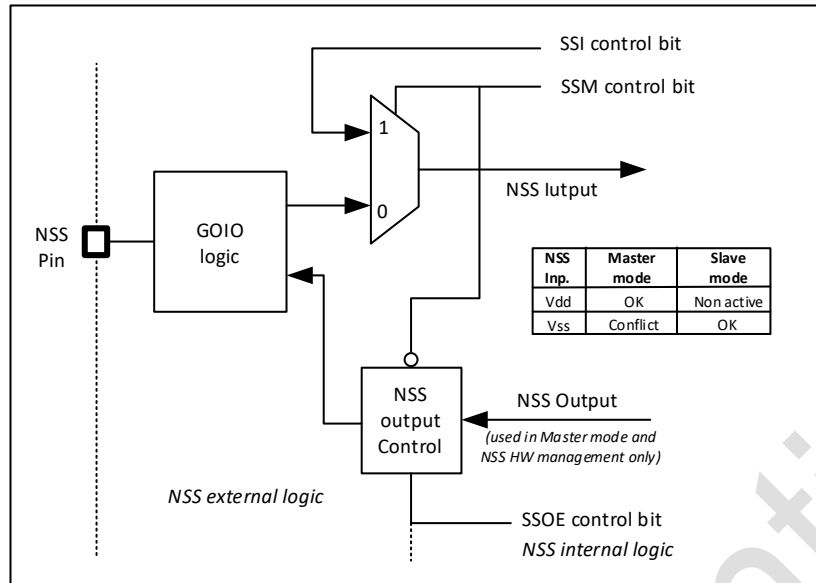 SSI control bit
SSM control bit
1
0
NSS Iutput
GOIO
logic
NSS
Pin
NSS Master Slave
Inp. mode mode
Vdd OK Non active
Vss Conflict OK
NSS
output
Control
NSS Output
(used in Master mode and
NSS HW management only)
NSS external logic
SSOE control bit
NSS internal logic